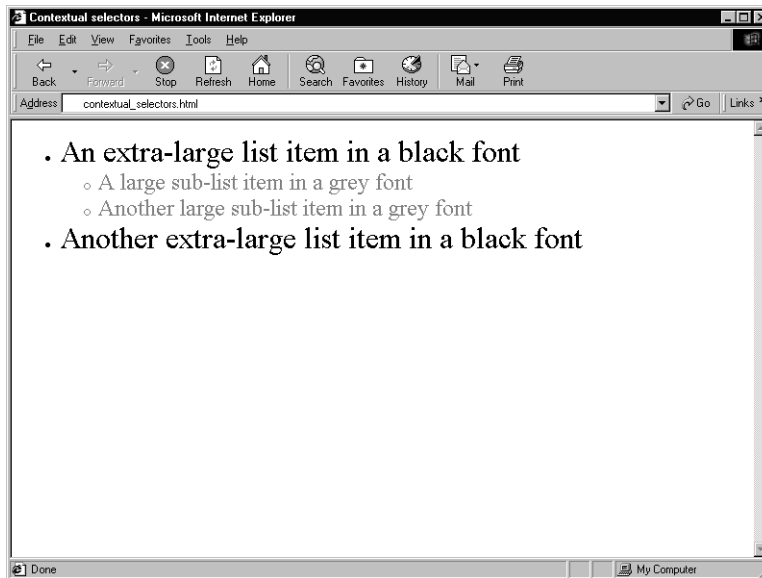 Contextual selectors - Microsoft Internet Explorer
File Edit View Favorites Tools Help
Back Forward Stop Refresh Home Search Favorites History Mail Print
Address contextual_selectors.html Go Links
• An extra-large list item in a black font
○ A large sub-list item in a grey font
○ Another large sub-list item in a grey font
• Another extra-large list item in a black font
Done My Computer